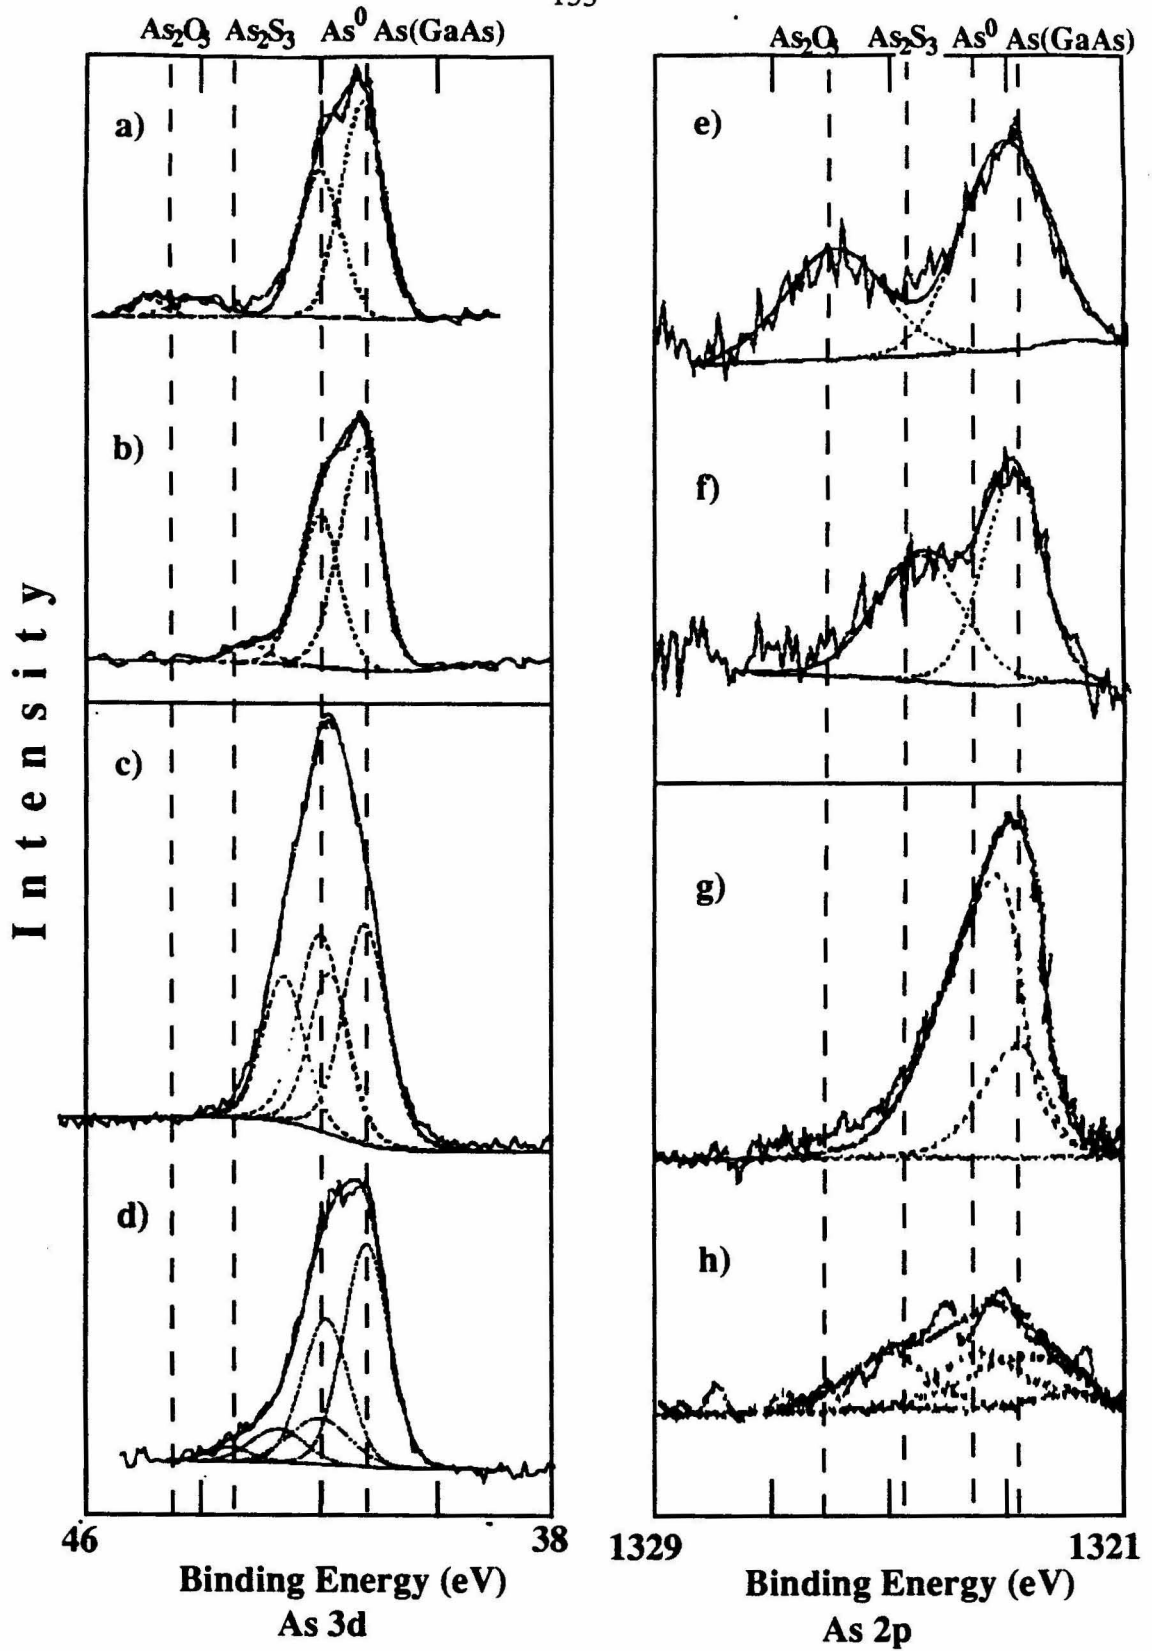 As₂O₃ As₂S₃ As⁰ As(GaAs)
a)
b)
c)
d)
Intensity
46 38
Binding Energy (eV)
As 3d
As₂O₃ As₂S₃ As⁰ As(GaAs)
e)
f)
g)
h)
1329 1321
Binding Energy (eV)
As 2p